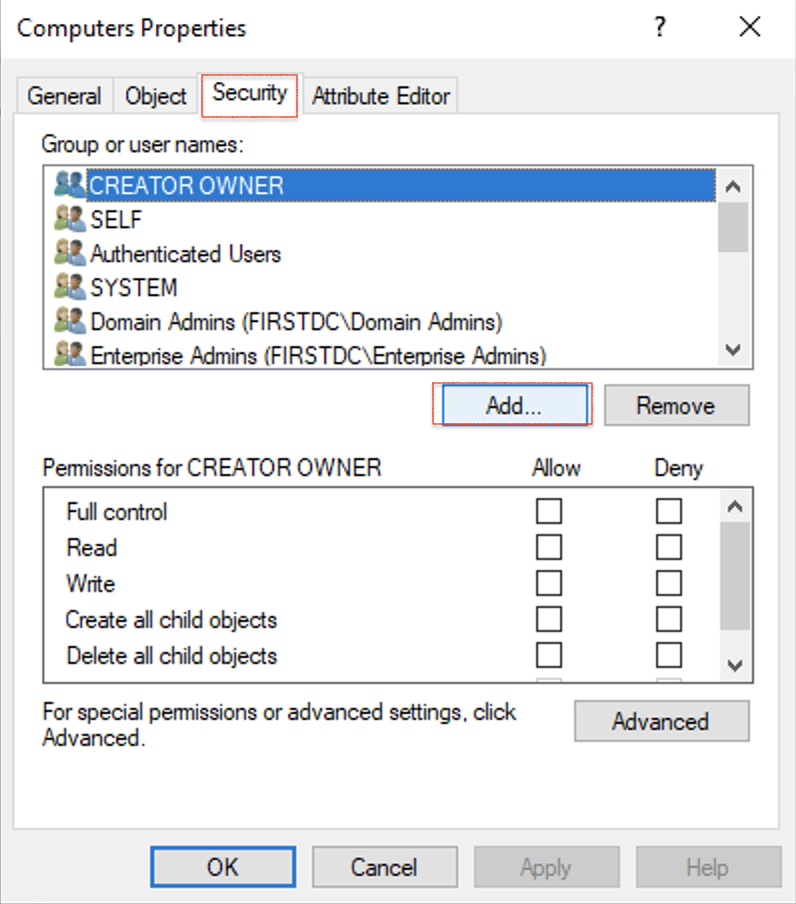 Computers Properties ?
General Object Security Attribute Editor
Group or user names:
CREATOR OWNER
SELF
Authenticated Users
SYSTEM
Domain Admins (FIRSTDC\Domain Admins)
Enterprise Admins (FIRSTDC\Enterprise Admins)
Add... Remove
Permissions for CREATOR OWNER Allow Deny
Full control
Read
Write
Create all child objects
Delete all child objects
For special permissions or advanced settings, click
Advanced.
Advanced
OK Cancel Apply Help